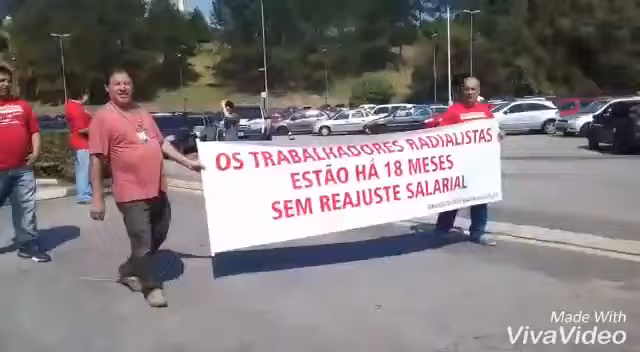 OS TRABALHADORES RADIALISTAS
ESTÃO HÁ 18 MESES
SEM REAJUSTE SALARIAL
Made With
VivaVideo